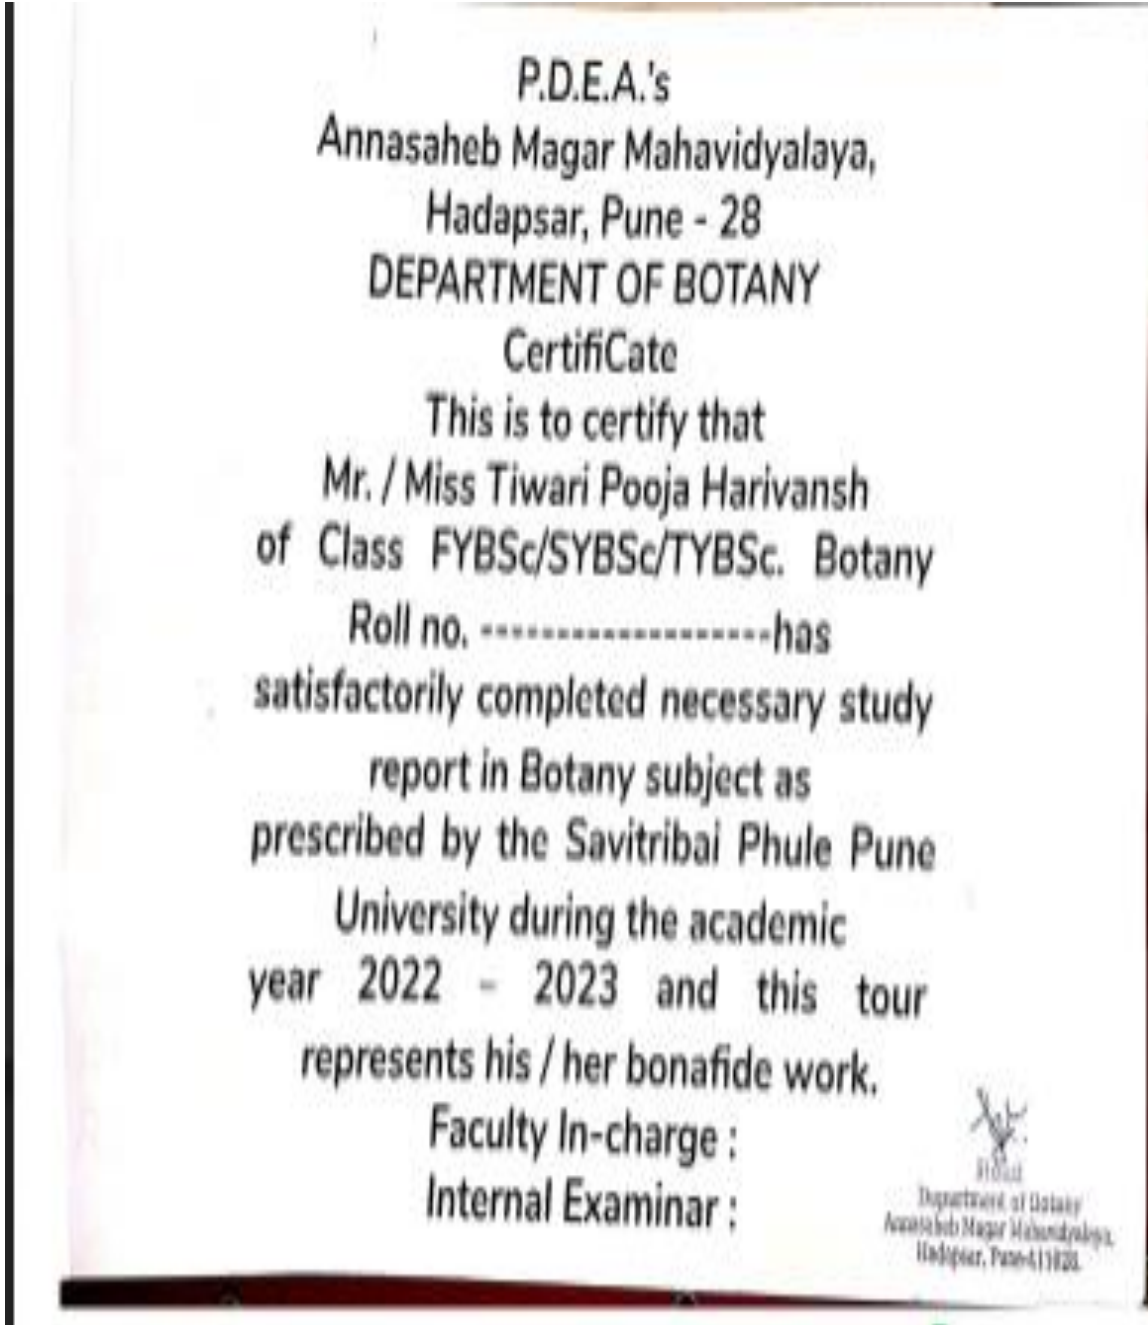 P.D.E.A.'s
Annasaheb Magar Mahavidyalaya,
Hadapsar, Pune - 28
DEPARTMENT OF BOTANY
CertifiCate
This is to certify that
Mr. / Miss Tiwari Pooja Harivansh
of Class FYBSc/SYBSc/TYBSc. Botany
Roll no. -------------------has
satisfactorily completed necessary study
report in Botany subject as
prescribed by the Savitribai Phule Pune
University during the academic
year 2022 - 2023 and this tour
represents his / her bonafide work.
Faculty In-charge :
Internal Examinar :
Head
Department of Botany
Annasaheb Magar Mahavidyalaya,
Hadapsar, Pune-411028.